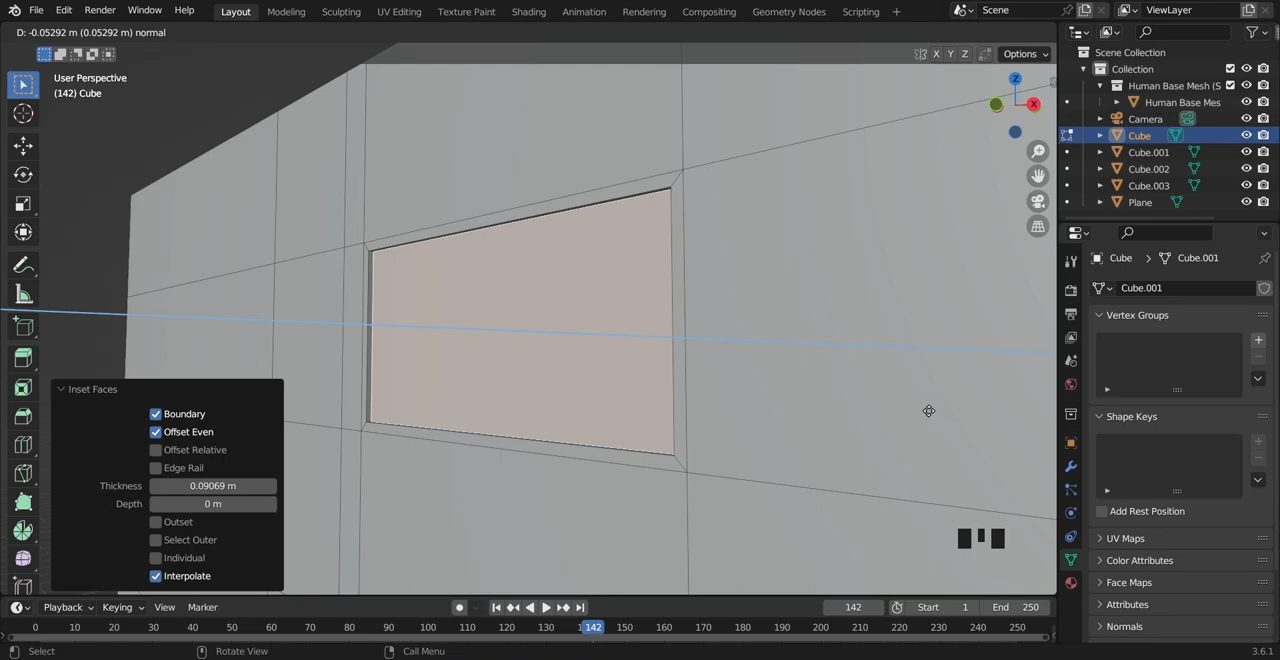 File Edit Render Window Help Layout Modeling Sculpting UV Editing Texture Paint Shading Animation Rendering Compositing Geometry Nodes Scripting + Scene ViewLayer
D: -0.05292 m (0.05292 m) normal
X Y Z Options
User Perspective
(142) Cube
Z
X
Scene Collection
Collection
Human Base Mesh (S
Human Base Mes
Camera
Cube
Cube.001
Cube.002
Cube.003
Plane
Cube > Cube.001
Cube.001
Vertex Groups
Shape Keys
Add Rest Position
UV Maps
Color Attributes
Face Maps
Attributes
Normals
Inset Faces
Boundary
Offset Even
Offset Relative
Edge Rail
Thickness 0.09069 m
Depth 0 m
Outset
Select Outer
Individual
Interpolate
Playback Keying View Marker 142 Start 1 End 250
0 10 20 30 40 50 60 70 80 90 100 110 120 130 142 150 160 170 180 190 200 210 220 230 240 250
Select Rotate View Call Menu 3.6.1